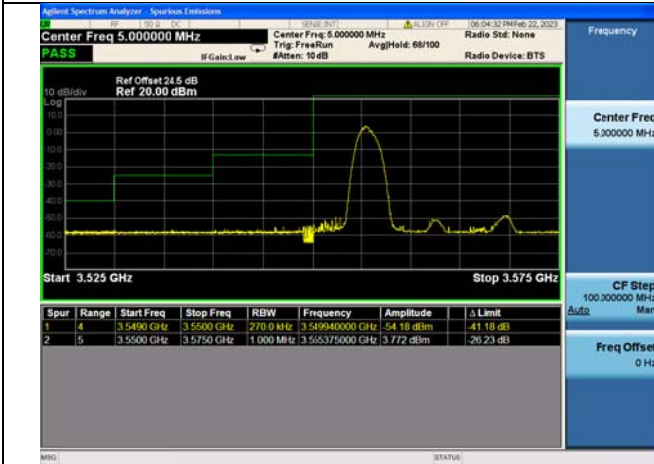 Agilent Spectrum Analyzer - Spurious Emissions
RF 50 Ω DC SENSE:INT ALIGN OFF 06:04:32 PM Feb 22, 2023
Center Freq 5.000000 MHz Center Freq: 5.000000 MHz Radio Std: None
Trig: FreeRun Avg|Hold: 68/100
PASS IFGain:Low #Atten: 10 dB Radio Device: BTS
Ref Offset 24.5 dB
10 dB/div Ref 20.00 dBm
Log
10.0
0.00
-10.0
-20.0
-30.0
-40.0
-50.0
-60.0
-70.0
Start 3.525 GHz Stop 3.575 GHz
Spur Range Start Freq Stop Freq RBW Frequency Amplitude Δ Limit
1 4 3.5490 GHz 3.5500 GHz 270.0 kHz 3.549940000 GHz -54.18 dBm -41.18 dB
2 5 3.5500 GHz 3.5750 GHz 1.000 MHz 3.555375000 GHz 3.772 dBm -26.23 dB
MSG STATUS
Frequency
Center Freq
5.000000 MHz
CF Step
100.000000 MHz
Auto Man
Freq Offset
0 Hz